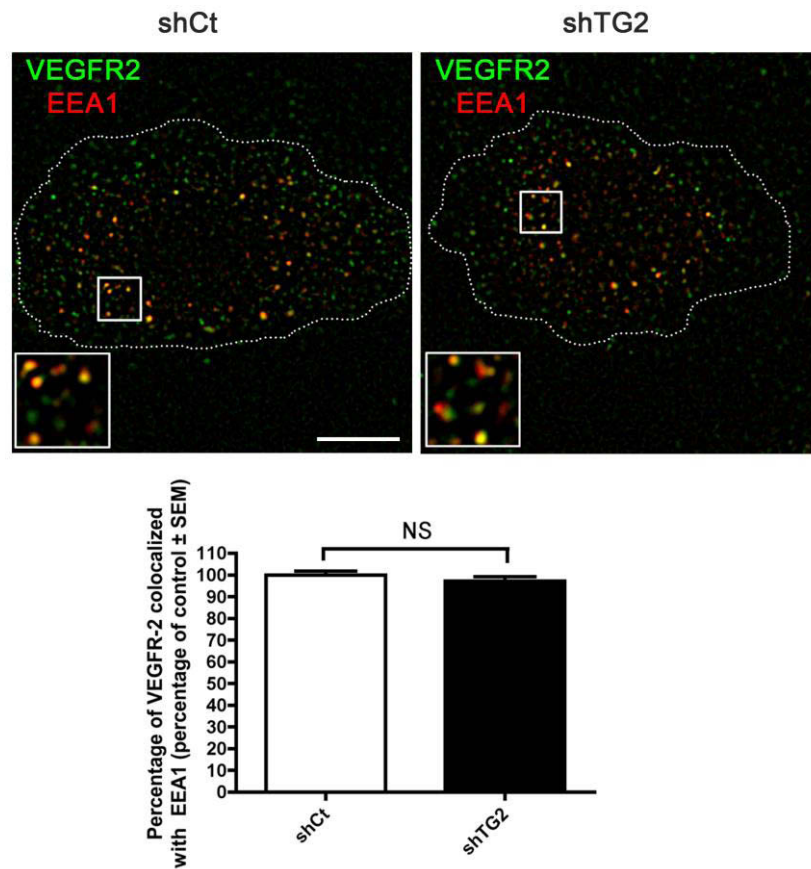 shCt
shTG2
VEGFR2
EEA1
VEGFR2
EEA1
Percentage of VEGFR-2 colocalized
with EEA1 (percentage of control ± SEM)
NS
110
100
90
80
70
60
50
40
30
20
10
0
shCt
shTG2